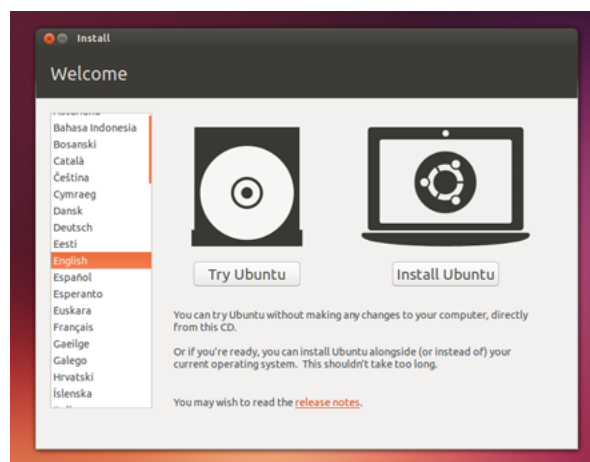 Install
Welcome
Asturianu
Bahasa Indonesia
Bosanski
Català
Čeština
Cymraeg
Dansk
Deutsch
Eesti
English
Español
Esperanto
Euskara
Français
Gaeilge
Galego
Hrvatski
Íslenska
Try Ubuntu
Install Ubuntu
You can try Ubuntu without making any changes to your computer, directly
from this CD.
Or if you're ready, you can install Ubuntu alongside (or instead of) your
current operating system. This shouldn't take too long.
You may wish to read the release notes.